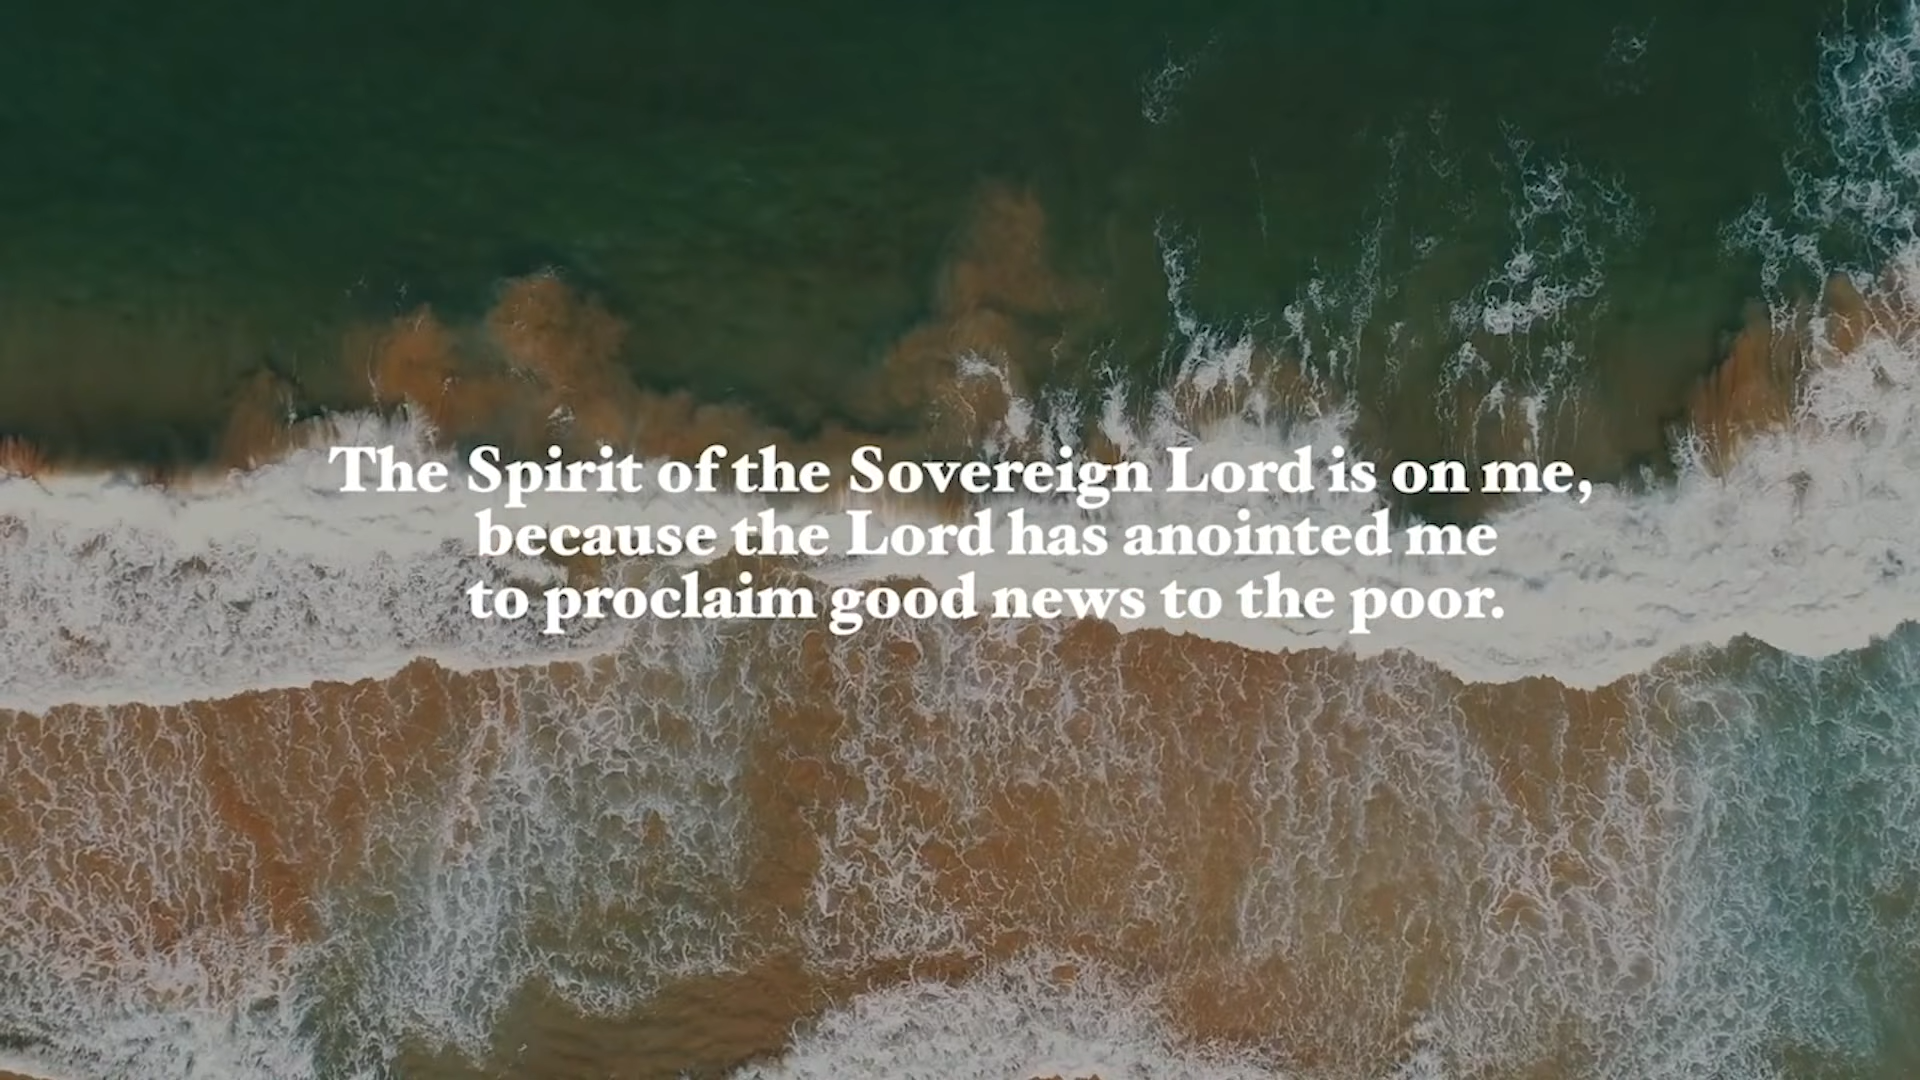 The Spirit of the Sovereign Lord is on me,
because the Lord has anointed me
to proclaim good news to the poor.